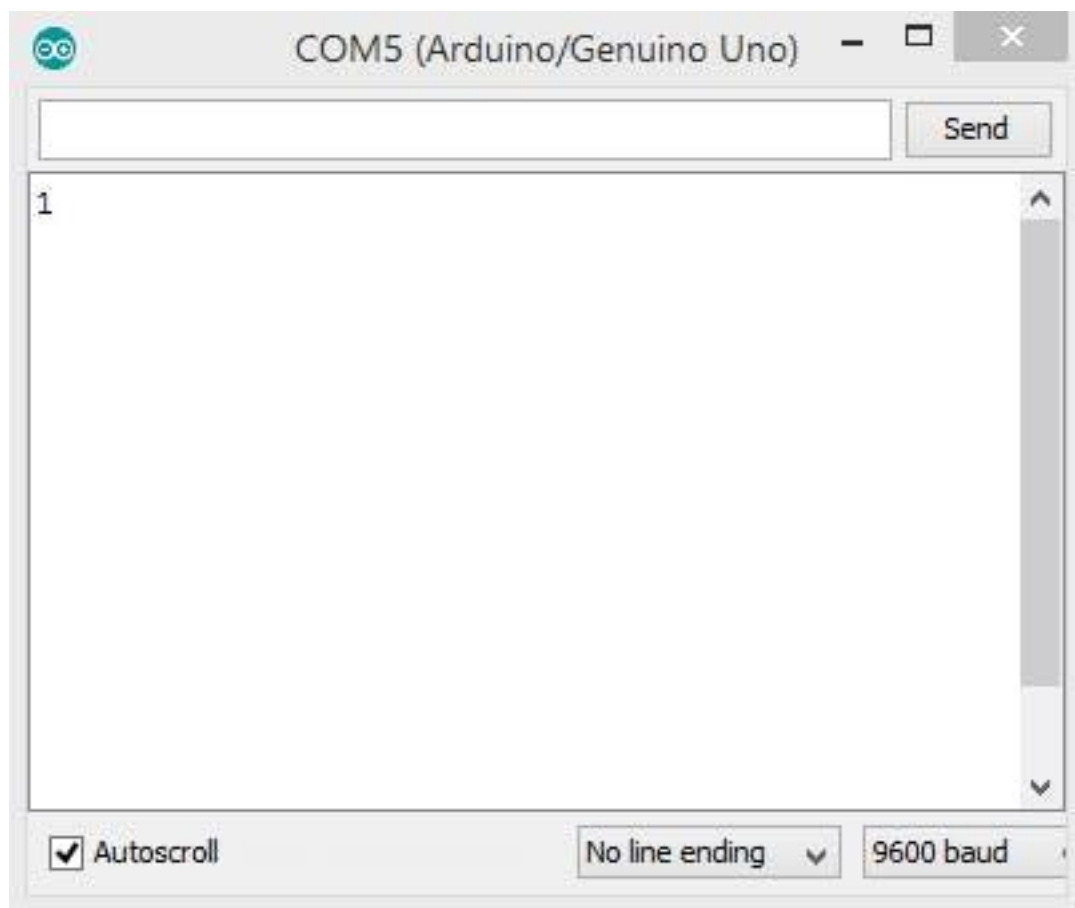 COM5 (Arduino/Genuino Uno)
Send
1
Autoscroll
No line ending
9600 baud